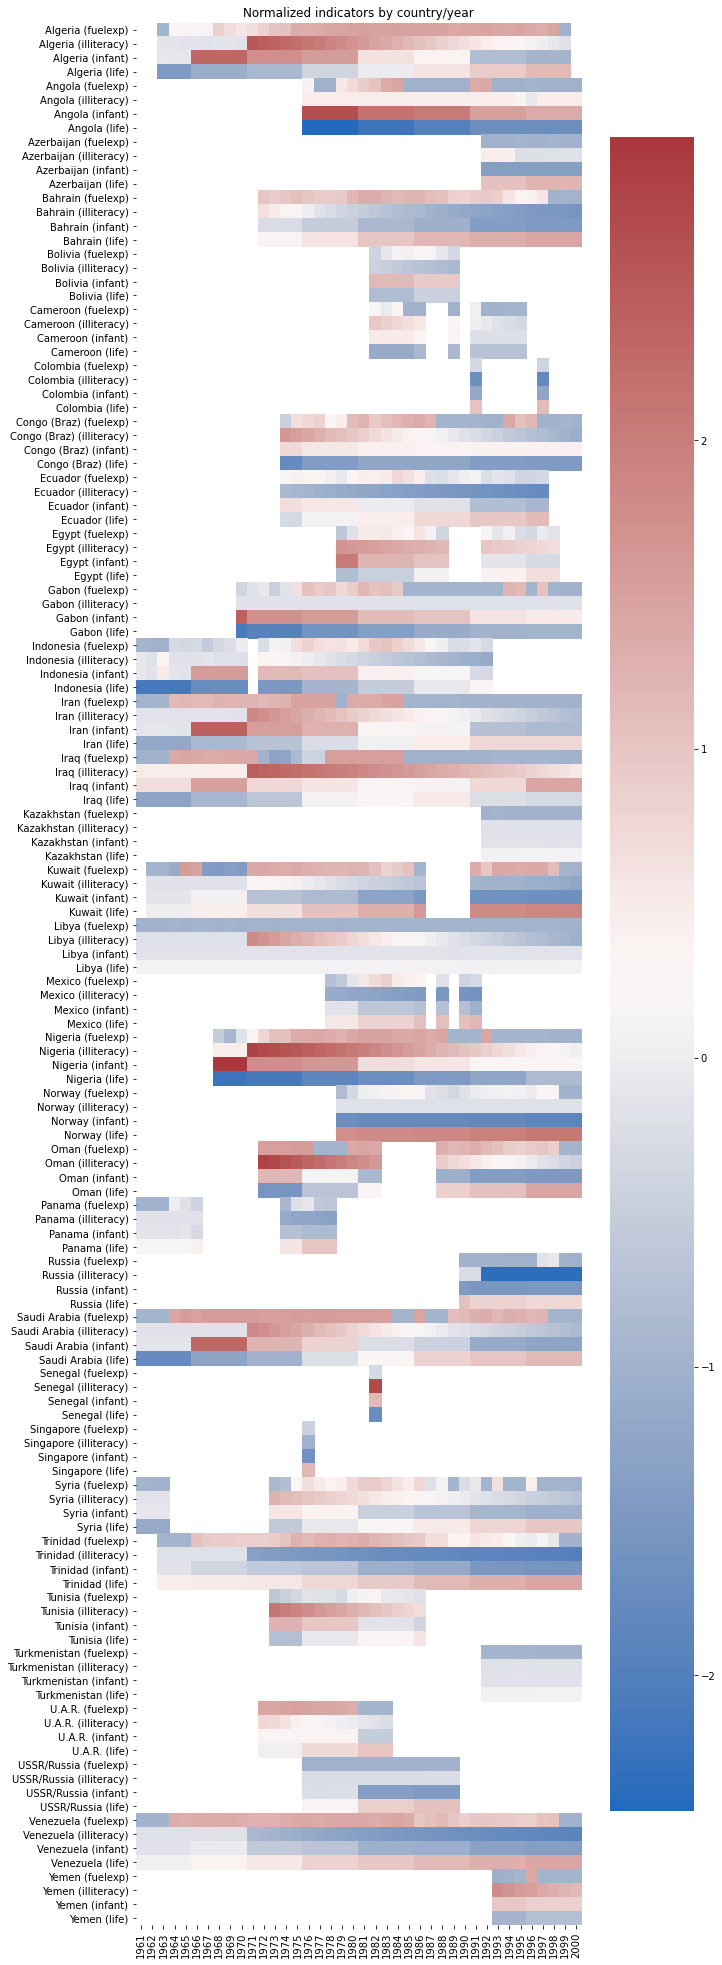 Normalized indicators by country/year
Algeria (fuelexp)
Algeria (illiteracy)
Algeria (infant)
Algeria (life)
Angola (fuelexp)
Angola (illiteracy)
Angola (infant)
Angola (life)
Azerbaijan (fuelexp)
Azerbaijan (illiteracy)
Azerbaijan (infant)
Azerbaijan (life)
Bahrain (fuelexp)
Bahrain (illiteracy)
Bahrain (infant)
Bahrain (life)
Bolivia (fuelexp)
Bolivia (illiteracy)
Bolivia (infant)
Bolivia (life)
Cameroon (fuelexp)
Cameroon (illiteracy)
Cameroon (infant)
Cameroon (life)
Colombia (fuelexp)
Colombia (illiteracy)
Colombia (infant)
Colombia (life)
Congo (Braz) (fuelexp)
Congo (Braz) (illiteracy)
Congo (Braz) (infant)
Congo (Braz) (life)
Ecuador (fuelexp)
Ecuador (illiteracy)
Ecuador (infant)
Ecuador (life)
Egypt (fuelexp)
Egypt (illiteracy)
Egypt (infant)
Egypt (life)
Gabon (fuelexp)
Gabon (illiteracy)
Gabon (infant)
Gabon (life)
Indonesia (fuelexp)
Indonesia (illiteracy)
Indonesia (infant)
Indonesia (life)
Iran (fuelexp)
Iran (illiteracy)
Iran (infant)
Iran (life)
Iraq (fuelexp)
Iraq (illiteracy)
Iraq (infant)
Iraq (life)
Kazakhstan (fuelexp)
Kazakhstan (illiteracy)
Kazakhstan (infant)
Kazakhstan (life)
Kuwait (fuelexp)
Kuwait (illiteracy)
Kuwait (infant)
Kuwait (life)
Libya (fuelexp)
Libya (illiteracy)
Libya (infant)
Libya (life)
Mexico (fuelexp)
Mexico (illiteracy)
Mexico (infant)
Mexico (life)
Nigeria (fuelexp)
Nigeria (illiteracy)
Nigeria (infant)
Nigeria (life)
Norway (fuelexp)
Norway (illiteracy)
Norway (infant)
Norway (life)
Oman (fuelexp)
Oman (illiteracy)
Oman (infant)
Oman (life)
Panama (fuelexp)
Panama (illiteracy)
Panama (infant)
Panama (life)
Russia (fuelexp)
Russia (illiteracy)
Russia (infant)
Russia (life)
Saudi Arabia (fuelexp)
Saudi Arabia (illiteracy)
Saudi Arabia (infant)
Saudi Arabia (life)
Senegal (fuelexp)
Senegal (illiteracy)
Senegal (infant)
Senegal (life)
Singapore (fuelexp)
Singapore (illiteracy)
Singapore (infant)
Singapore (life)
Syria (fuelexp)
Syria (illiteracy)
Syria (infant)
Syria (life)
Trinidad (fuelexp)
Trinidad (illiteracy)
Trinidad (infant)
Trinidad (life)
Tunisia (fuelexp)
Tunisia (illiteracy)
Tunisia (infant)
Tunisia (life)
Turkmenistan (fuelexp)
Turkmenistan (illiteracy)
Turkmenistan (infant)
Turkmenistan (life)
U.A.R. (fuelexp)
U.A.R. (illiteracy)
U.A.R. (infant)
U.A.R. (life)
USSR/Russia (fuelexp)
USSR/Russia (illiteracy)
USSR/Russia (infant)
USSR/Russia (life)
Venezuela (fuelexp)
Venezuela (illiteracy)
Venezuela (infant)
Venezuela (life)
Yemen (fuelexp)
Yemen (illiteracy)
Yemen (infant)
Yemen (life)
1961
1962
1963
1964
1965
1966
1967
1968
1969
1970
1971
1972
1973
1974
1975
1976
1977
1978
1979
1980
1981
1982
1983
1984
1985
1986
1987
1988
1989
1990
1991
1992
1993
1994
1995
1996
1997
1998
1999
2000
2
1
0
−1
−2